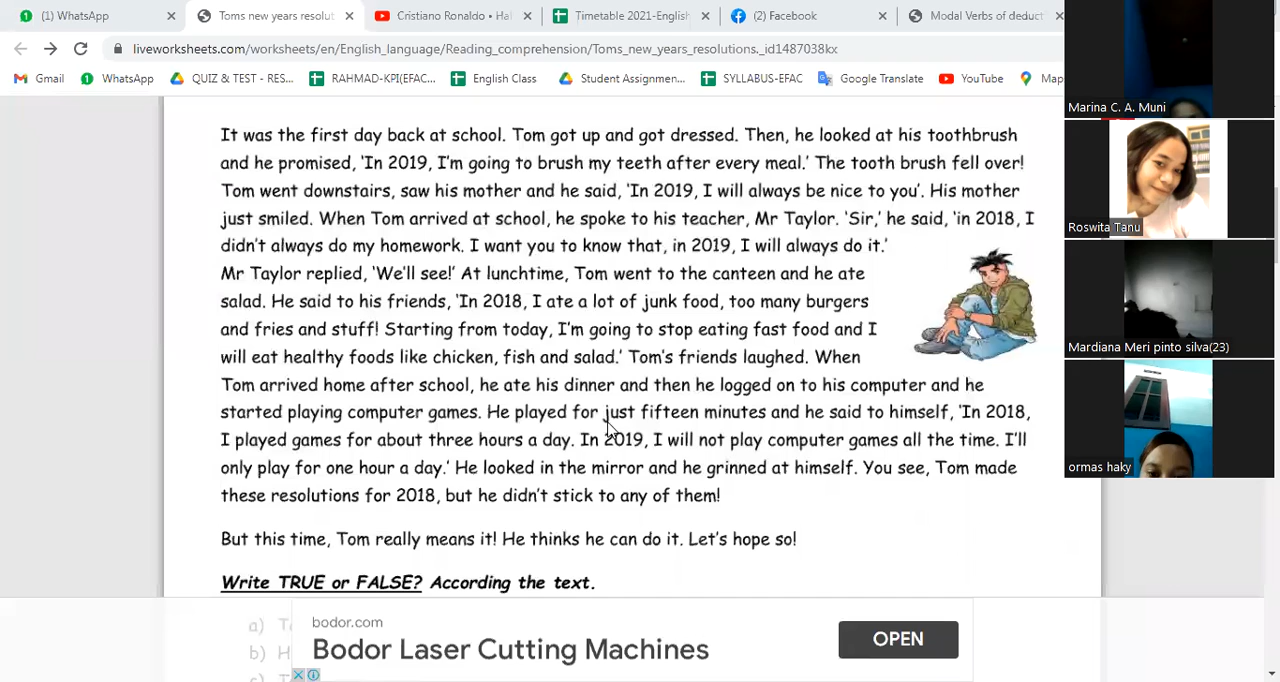 (1) WhatsApp
Toms new years resolut
Cristiano Ronaldo • Hal
Timetable 2021-English
(2) Facebook
Modal Verbs of deduct
liveworksheets.com/worksheets/en/English_language/Reading_comprehension/Toms_new_years_resolutions._id1487038kx
Gmail
WhatsApp
QUIZ & TEST - RES...
RAHMAD-KPI(EFAC...
English Class
Student Assignmen...
SYLLABUS-EFAC
Google Translate
YouTube
Map
It was the first day back at school. Tom got up and got dressed. Then, he looked at his toothbrush
and he promised, ‘In 2019, I’m going to brush my teeth after every meal.’ The tooth brush fell over!
Tom went downstairs, saw his mother and he said, ‘In 2019, I will always be nice to you’. His mother
just smiled. When Tom arrived at school, he spoke to his teacher, Mr Taylor. ‘Sir,’ he said, ‘in 2018, I
didn’t always do my homework. I want you to know that, in 2019, I will always do it.’
Mr Taylor replied, ‘We’ll see!’ At lunchtime, Tom went to the canteen and he ate
salad. He said to his friends, ‘In 2018, I ate a lot of junk food, too many burgers
and fries and stuff! Starting from today, I’m going to stop eating fast food and I
will eat healthy foods like chicken, fish and salad.’ Tom’s friends laughed. When
Tom arrived home after school, he ate his dinner and then he logged on to his computer and he
started playing computer games. He played for just fifteen minutes and he said to himself, ‘In 2018,
I played games for about three hours a day. In 2019, I will not play computer games all the time. I’ll
only play for one hour a day.’ He looked in the mirror and he grinned at himself. You see, Tom made
these resolutions for 2018, but he didn’t stick to any of them!
But this time, Tom really means it! He thinks he can do it. Let’s hope so!
Write TRUE or FALSE? According the text.
a) T
b) H
c) T
bodor.com
Bodor Laser Cutting Machines
OPEN
Marina C. A. Muni
Roswita Tanu
Mardiana Meri pinto silva(23)
ormas haky